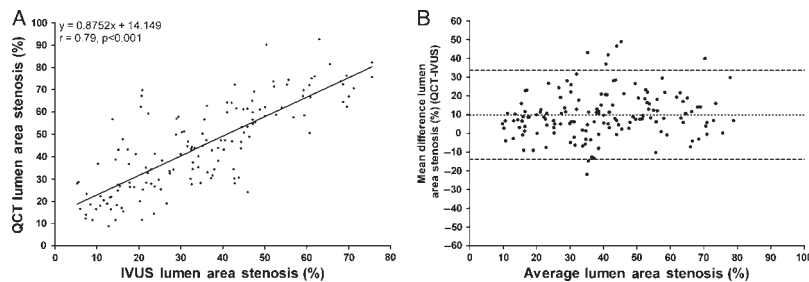 A
y = 0.8752x + 14.149
r = 0.79, p<0.001
100
90
80
70
60
50
40
30
20
10
0
QCT lumen area stenosis (%)
0 10 20 30 40 50 60 70 80
IVUS lumen area stenosis (%)
B
60
50
40
30
20
10
0
−10
−20
−30
−40
−50
−60
Mean difference lumen
area stenosis (%) (QCT-IVUS)
0 10 20 30 40 50 60 70 80 90 100
Average lumen area stenosis (%)